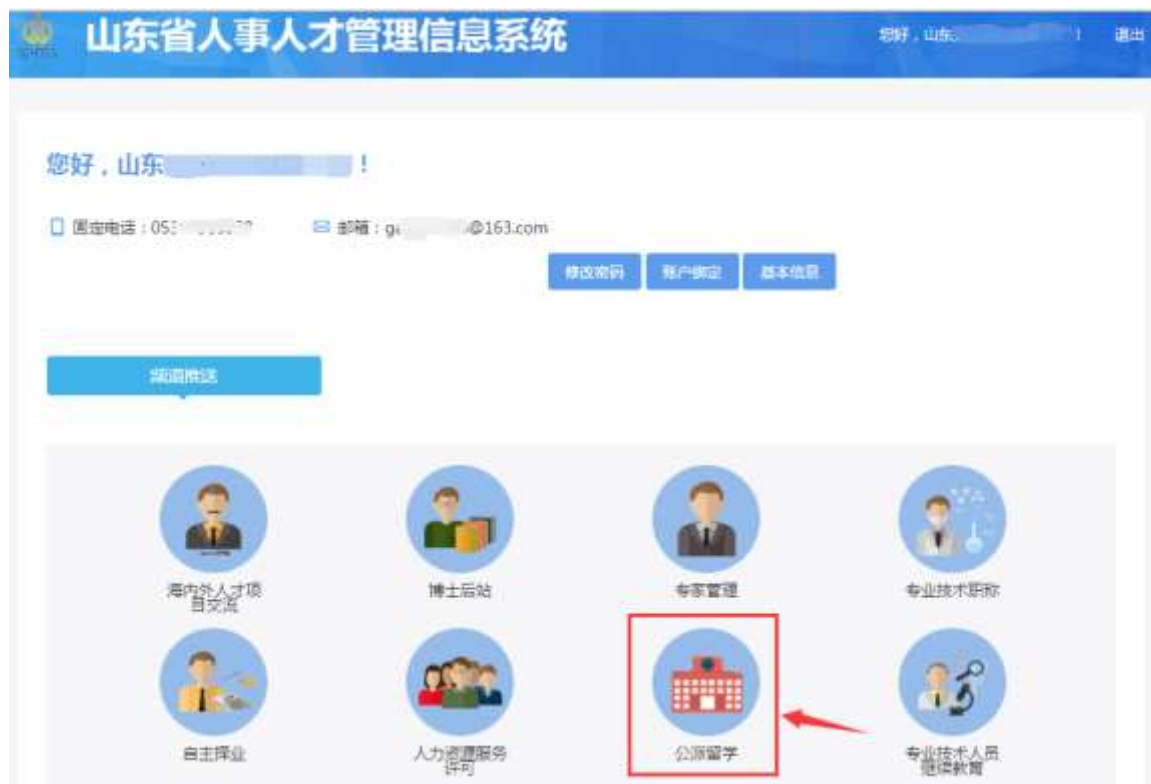 山东省人事人才管理信息系统
您好，山东 ！ 退出
您好，山东 ！
固定电话：05 邮箱：g @163.com
修改密码 账户绑定 基本信息
频道推送
海内外人才项
目交流
博士后站
专家管理
专业技术职称
自主择业
人力资源服务
许可
公派留学
专业技术人员
继续教育